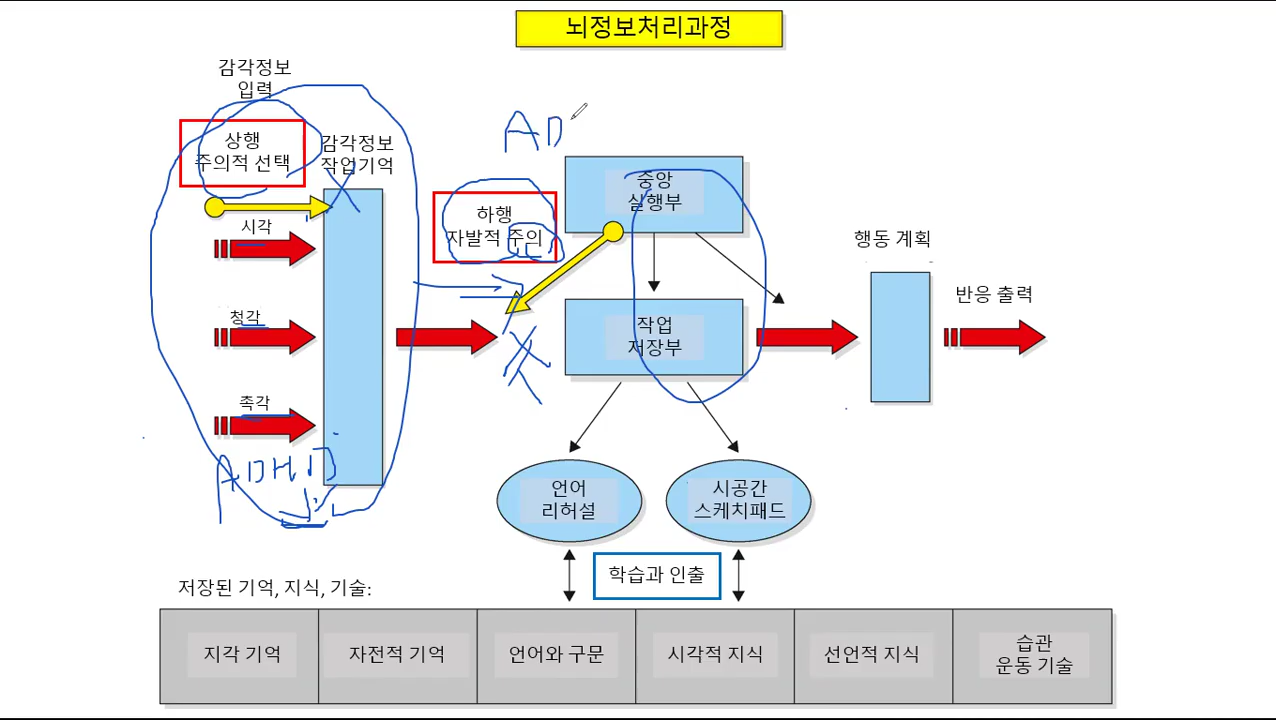 뇌정보처리과정
감각정보
입력
상행
주의적 선택
감각정보
작업기억
시각
청각
촉각
ADHD
AD
하행
자발적 주의
중앙
실행부
작업
저장부
행동 계획
반응 출력
언어
리허설
시공간
스케치패드
학습과 인출
저장된 기억, 지식, 기술:
지각 기억
자전적 기억
언어와 구문
시각적 지식
선언적 지식
습관
운동 기술